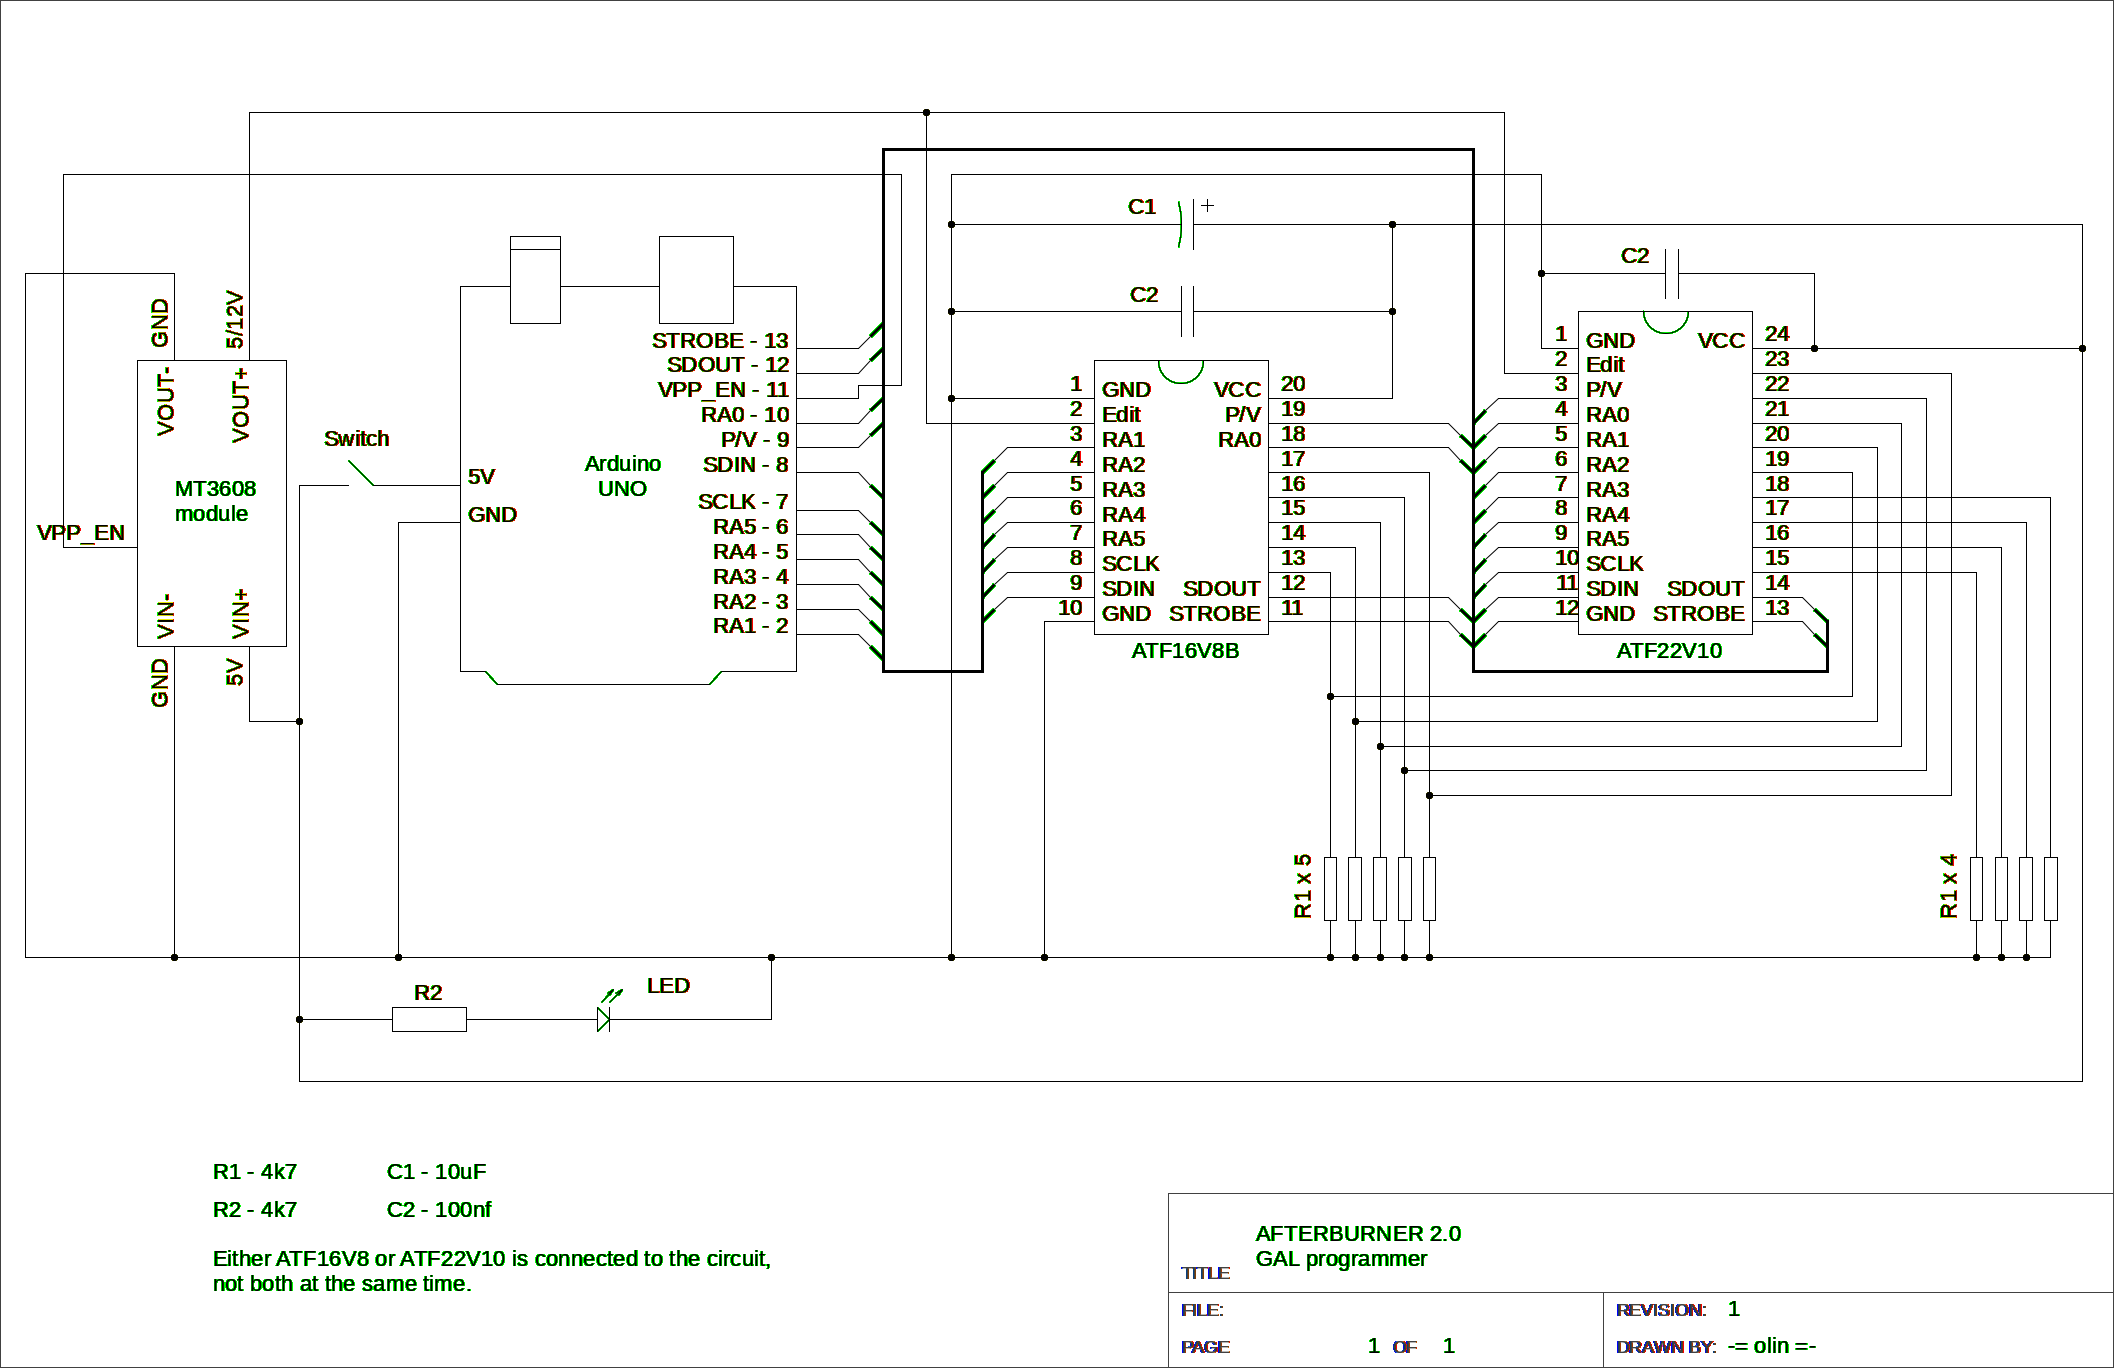 C1
+
C2
C2
GND
5/12V
VOUT-
VOUT+
MT3608
module
VPP_EN
VIN-
VIN+
GND
5V
Switch
5V
GND
Arduino
UNO
STROBE - 13
SDOUT - 12
VPP_EN - 11
RA0 - 10
P/V - 9
SDIN - 8
SCLK - 7
RA5 - 6
RA4 - 5
RA3 - 4
RA2 - 3
RA1 - 2
1 GND VCC 20
2 Edit P/V 19
3 RA1 RA0 18
4 RA2 17
5 RA3 16
6 RA4 15
7 RA5 14
8 SCLK 13
9 SDIN SDOUT 12
10 GND STROBE 11
ATF16V8B
1 GND VCC 24
2 Edit 23
3 P/V 22
4 RA0 21
5 RA1 20
6 RA2 19
7 RA3 18
8 RA4 17
9 RA5 16
10 SCLK 15
11 SDIN SDOUT 14
12 GND STROBE 13
ATF22V10
R1 x 5
R1 x 4
R2
LED
R1 - 4k7 C1 - 10uF
R2 - 4k7 C2 - 100nf
Either ATF16V8 or ATF22V10 is connected to the circuit,
not both at the same time.
AFTERBURNER 2.0
GAL programmer
TITLE
FILE:
REVISION: 1
PAGE 1 OF 1
DRAWN BY: -= olin =-